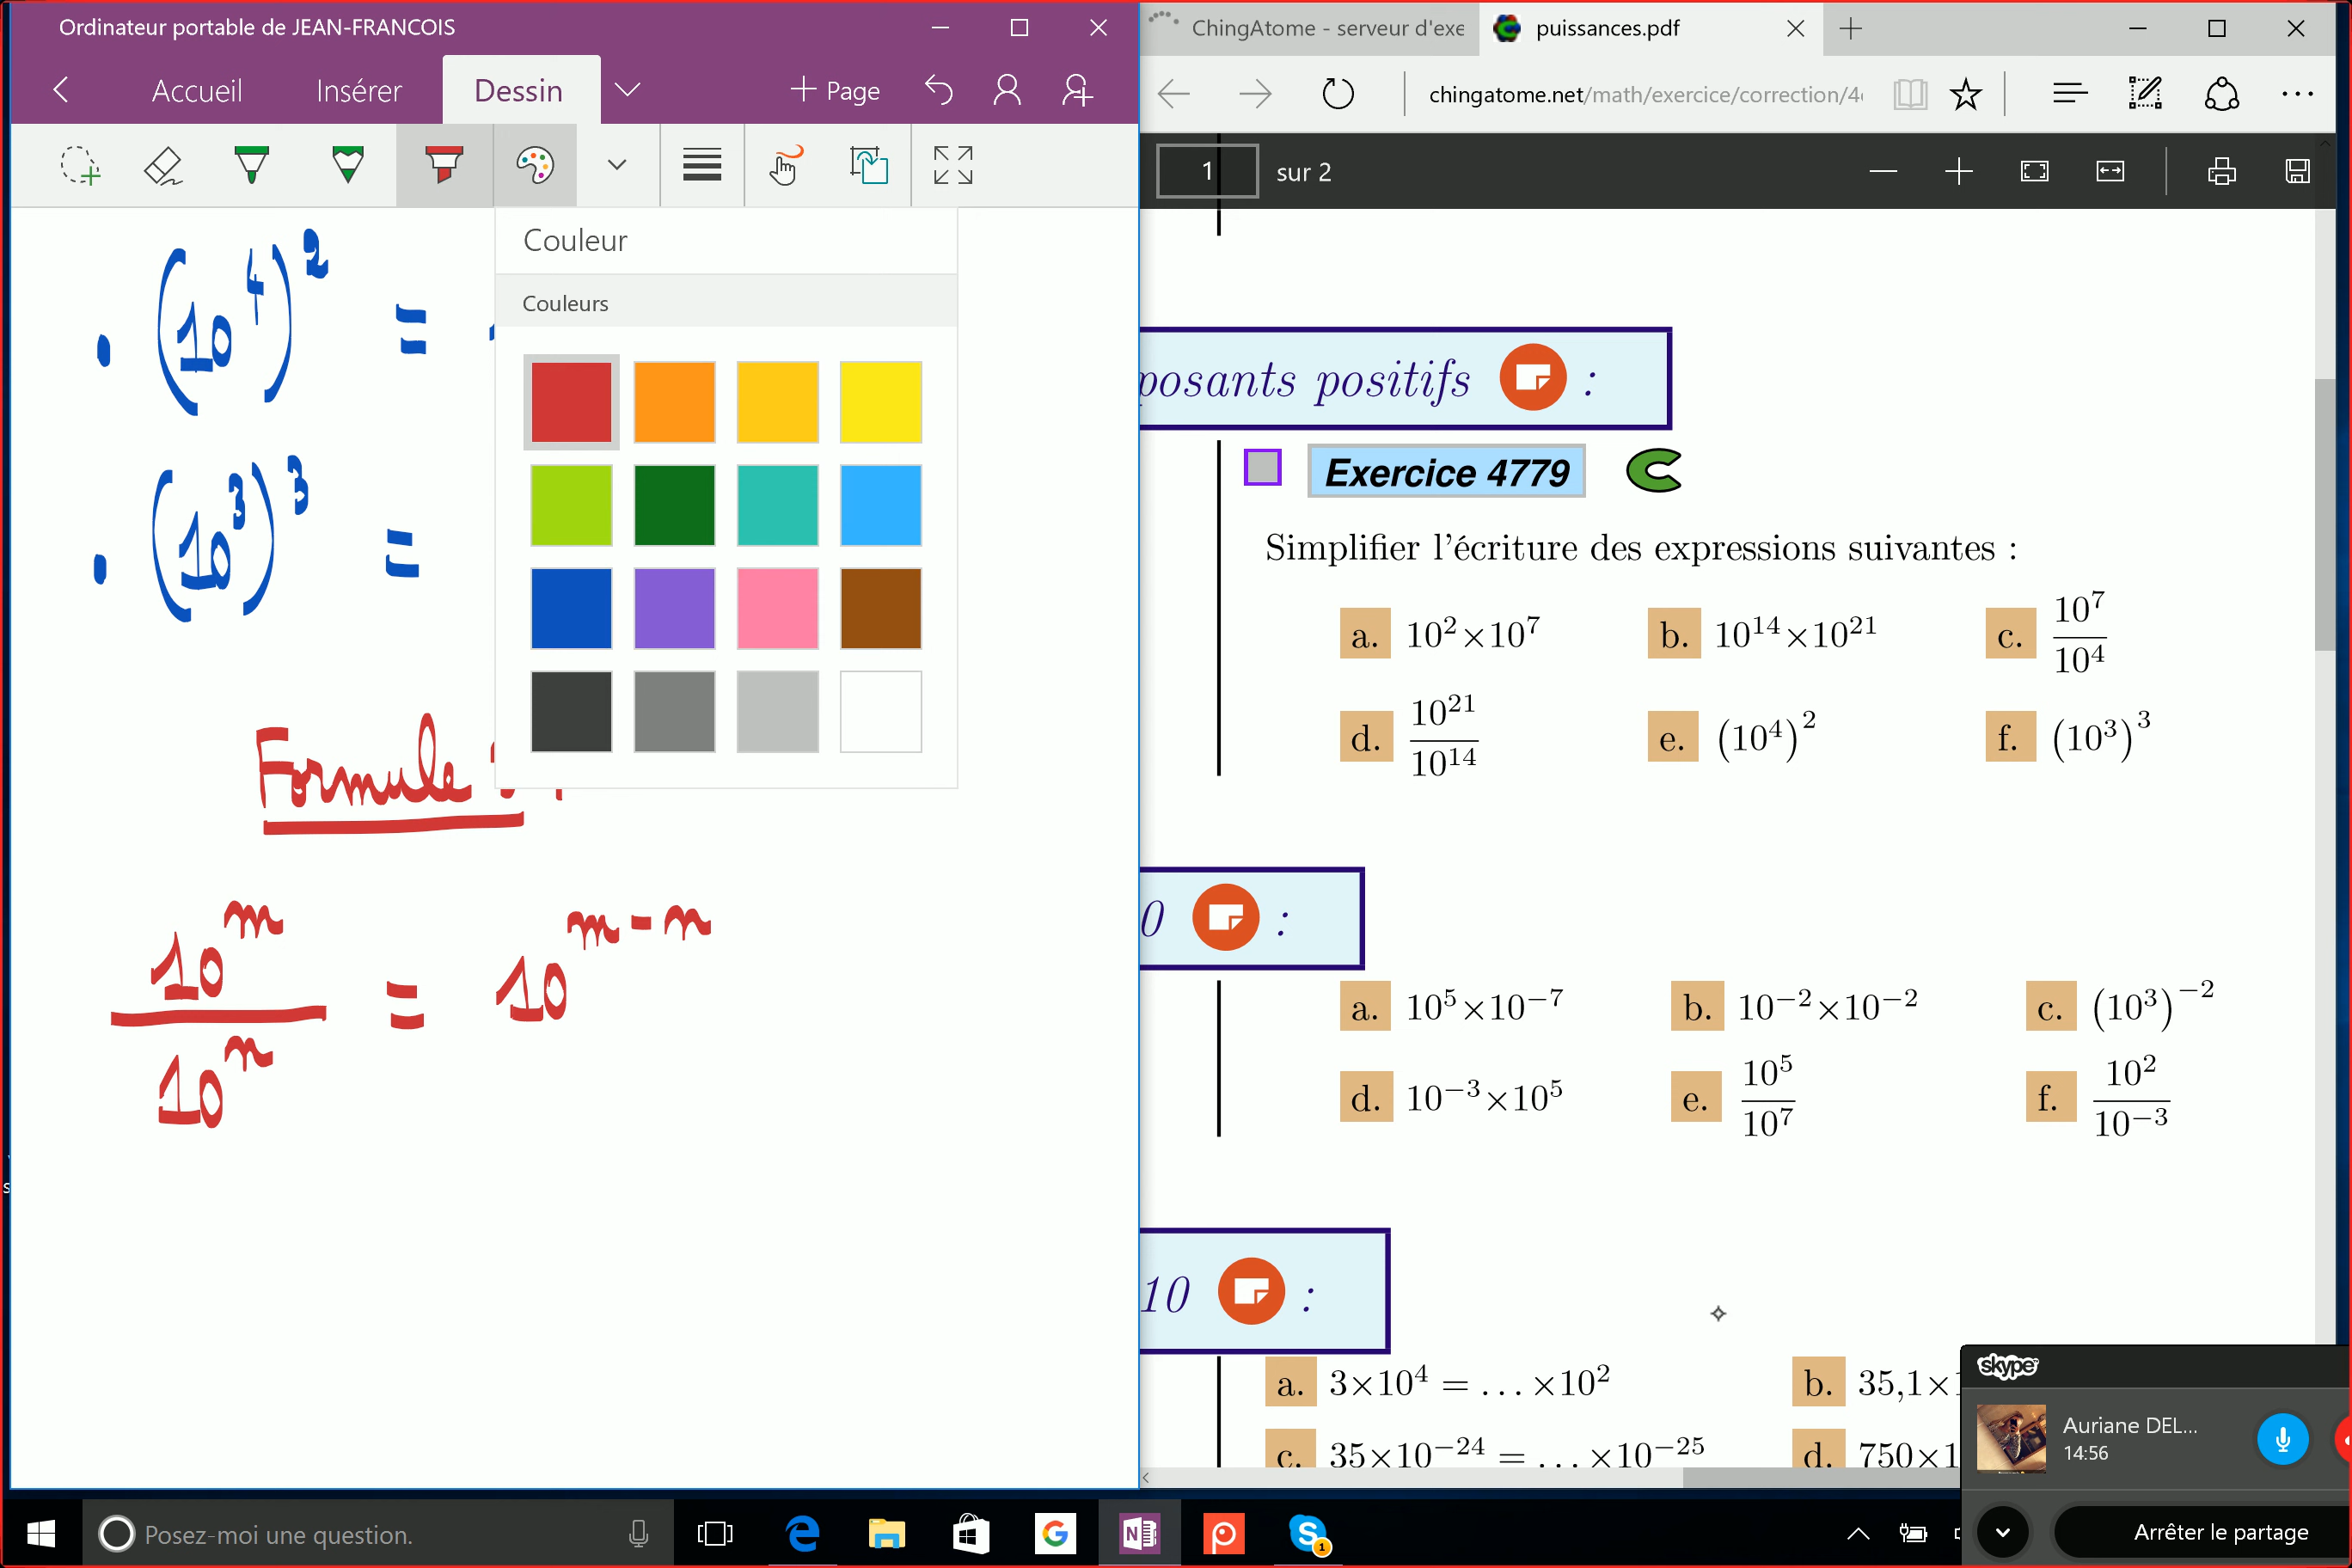 Ordinateur portable de JEAN-FRANCOIS
Accueil Insérer Dessin + Page
(10⁴)² =
(10³)³ =
Couleur
Couleurs
Formule
10ᵐ / 10ⁿ = 10ᵐ⁻ⁿ
ChingAtome - serveur d'exe
puissances.pdf
chingatome.net/math/exercice/correction/4
1 sur 2
posants positifs :
Exercice 4779
Simplifier l'écriture des expressions suivantes :
a. 10²×10⁷ b. 10¹⁴×10²¹ c. 10⁷/10⁴
d. 10²¹/10¹⁴ e. (10⁴)² f. (10³)³
0 :
a. 10⁵×10⁻⁷ b. 10⁻²×10⁻² c. (10³)⁻²
d. 10⁻³×10⁵ e. 10⁵/10⁷ f. 10²/10⁻³
10 :
a. 3×10⁴ = ...×10² b. 35,1×
c. 35×10⁻²⁴ = ...×10⁻²⁵ d. 750×1
skype
Auriane DEL...
14:56
Arrêter le partage
Posez-moi une question.